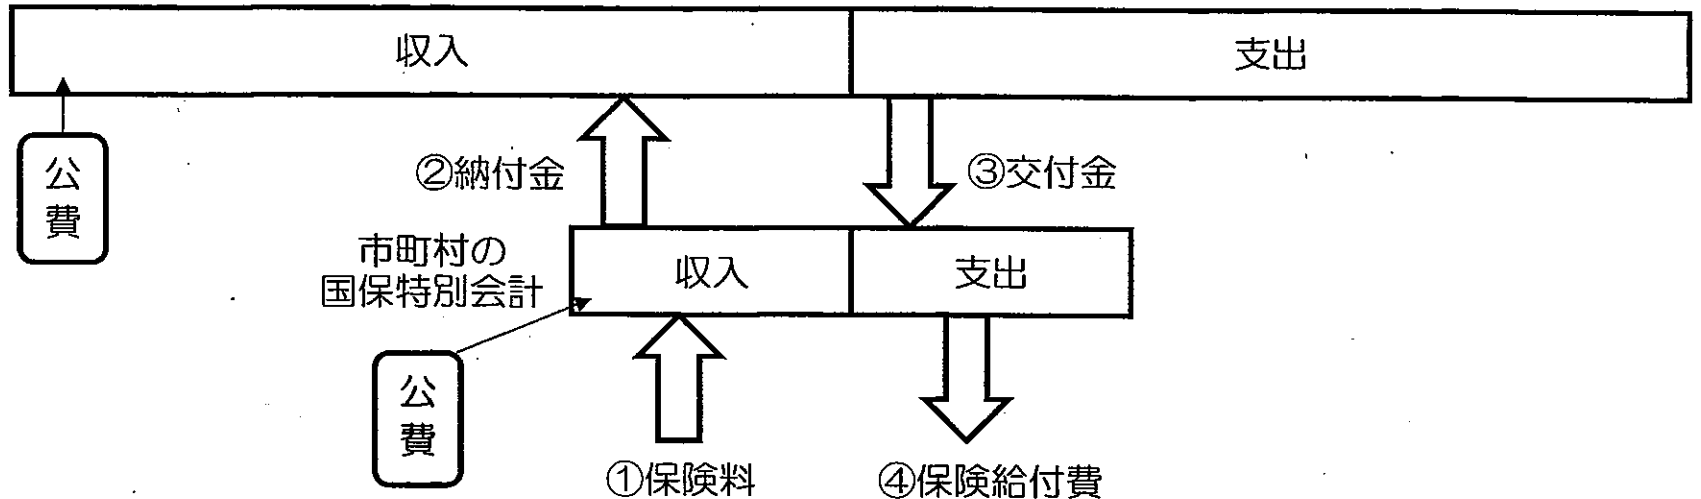 収入
支出
公費
②納付金
③交付金
市町村の
国保特別会計
収入
支出
公費
①保険料
④保険給付費